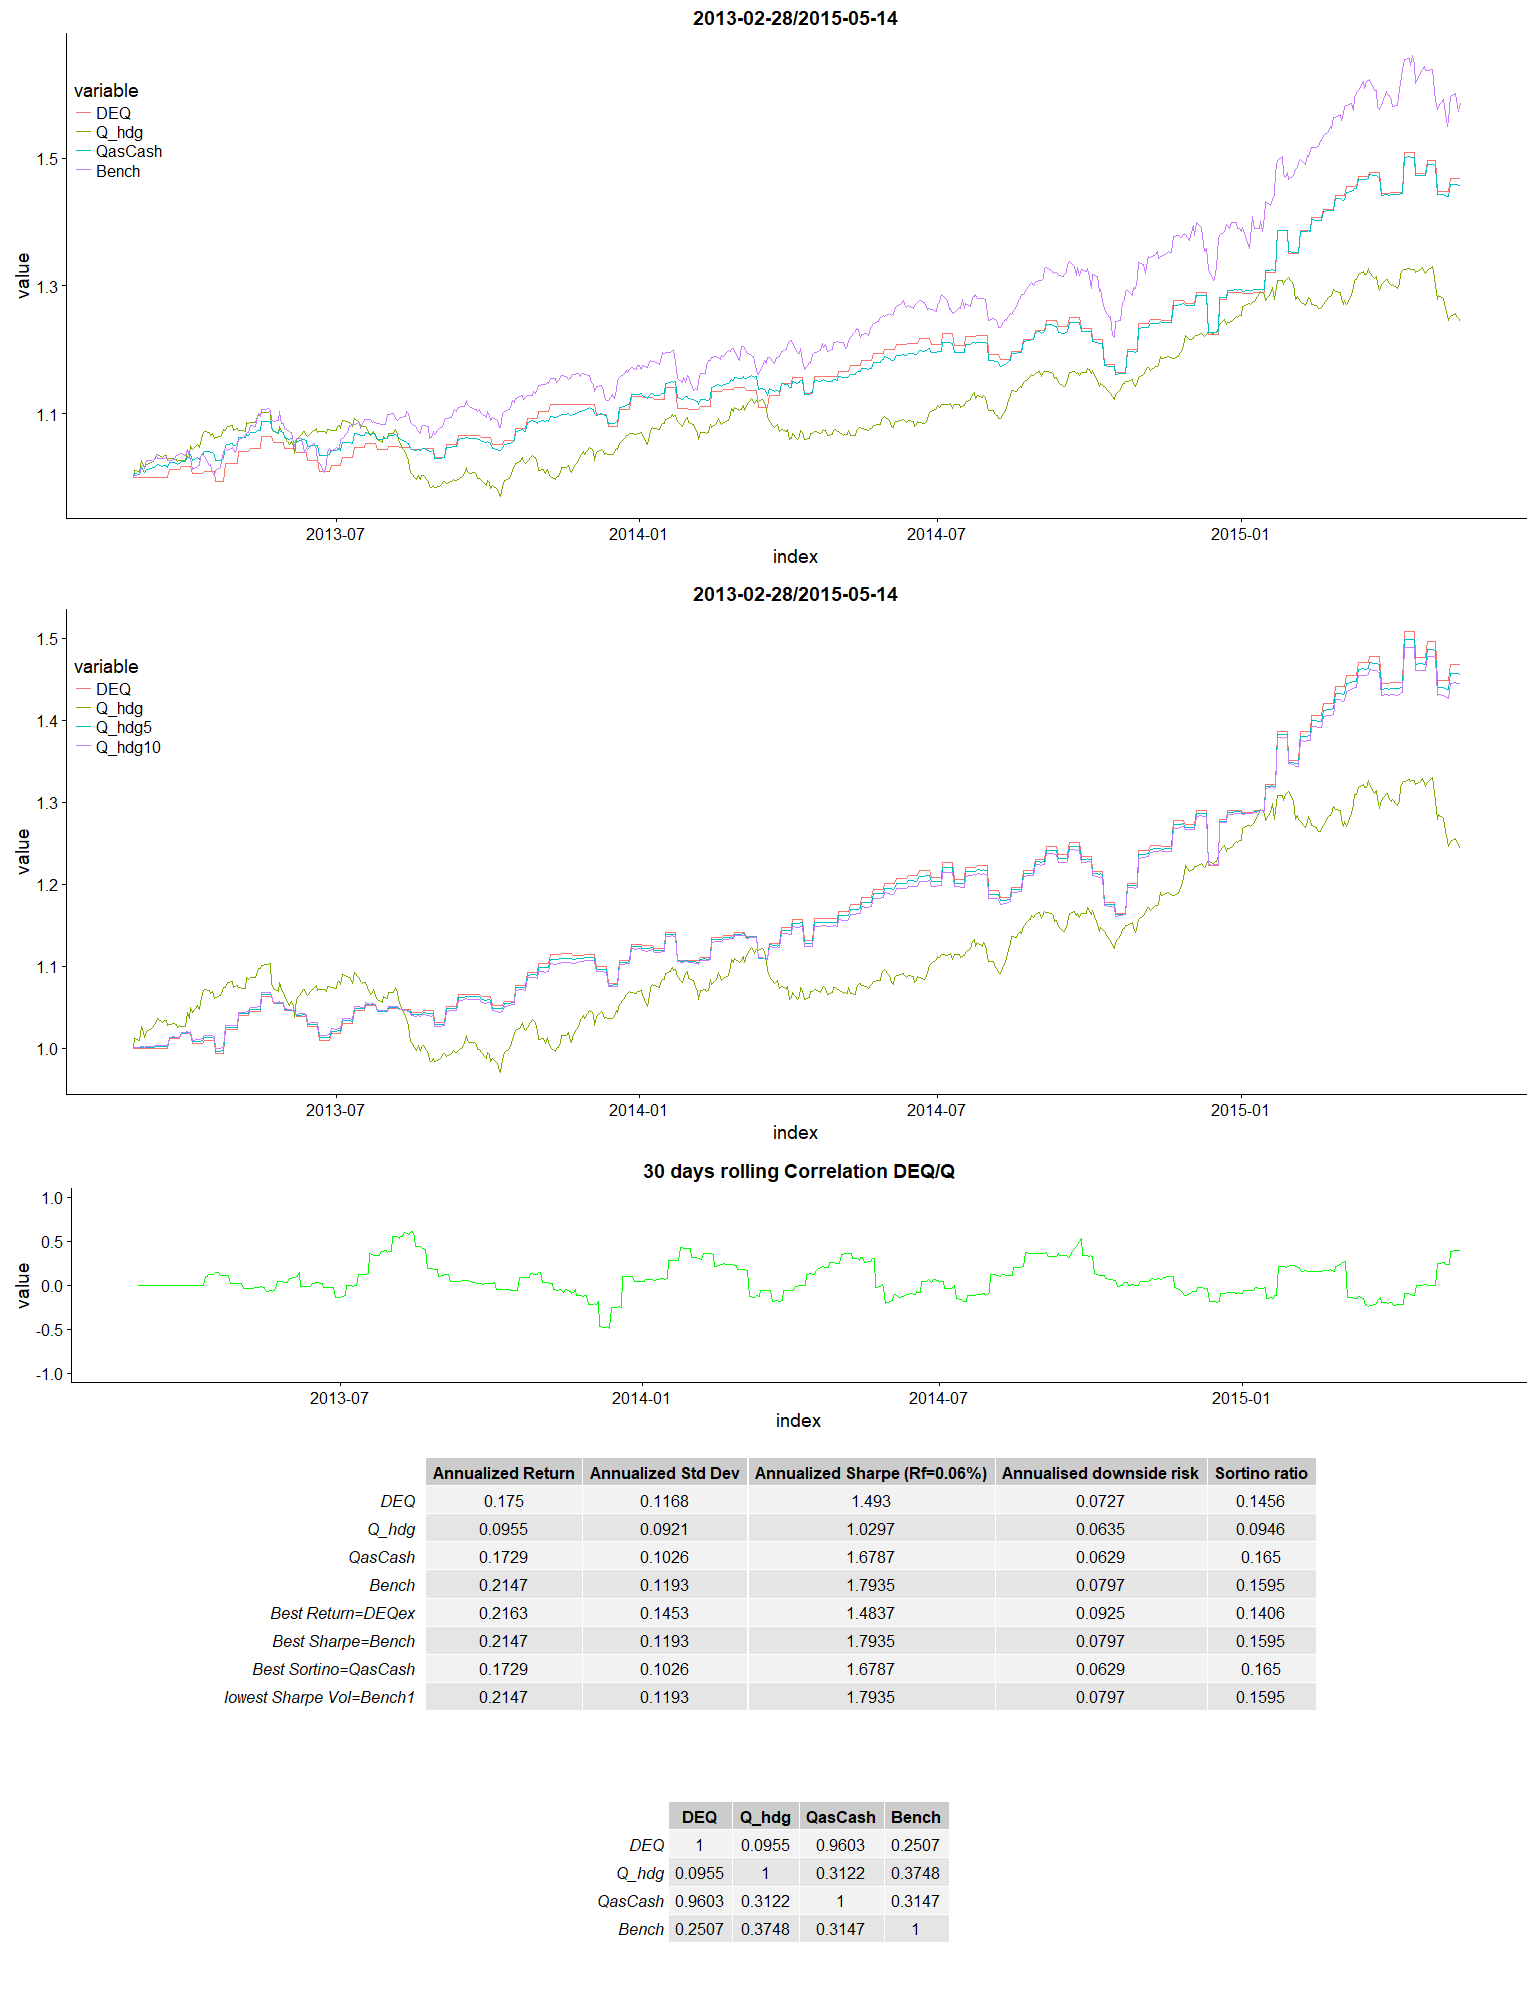 2013-02-28/2015-05-14
variable
DEQ
Q_hdg
QasCash
Bench
value
1.5
1.3
1.1
2013-07 2014-01 2014-07 2015-01
index
2013-02-28/2015-05-14
variable
DEQ
Q_hdg
Q_hdg5
Q_hdg10
value
1.5
1.4
1.3
1.2
1.1
1.0
2013-07 2014-01 2014-07 2015-01
index
30 days rolling Correlation DEQ/Q
value
1.0
0.5
0.0
-0.5
-1.0
2013-07 2014-01 2014-07 2015-01
index
Annualized Return Annualized Std Dev Annualized Sharpe (Rf=0.06%) Annualised downside risk Sortino ratio
DEQ 0.175 0.1168 1.493 0.0727 0.1456
Q_hdg 0.0955 0.0921 1.0297 0.0635 0.0946
QasCash 0.1729 0.1026 1.6787 0.0629 0.165
Bench 0.2147 0.1193 1.7935 0.0797 0.1595
Best Return=DEQex 0.2163 0.1453 1.4837 0.0925 0.1406
Best Sharpe=Bench 0.2147 0.1193 1.7935 0.0797 0.1595
Best Sortino=QasCash 0.1729 0.1026 1.6787 0.0629 0.165
lowest Sharpe Vol=Bench1 0.2147 0.1193 1.7935 0.0797 0.1595
DEQ Q_hdg QasCash Bench
DEQ 1 0.0955 0.9603 0.2507
Q_hdg 0.0955 1 0.3122 0.3748
QasCash 0.9603 0.3122 1 0.3147
Bench 0.2507 0.3748 0.3147 1